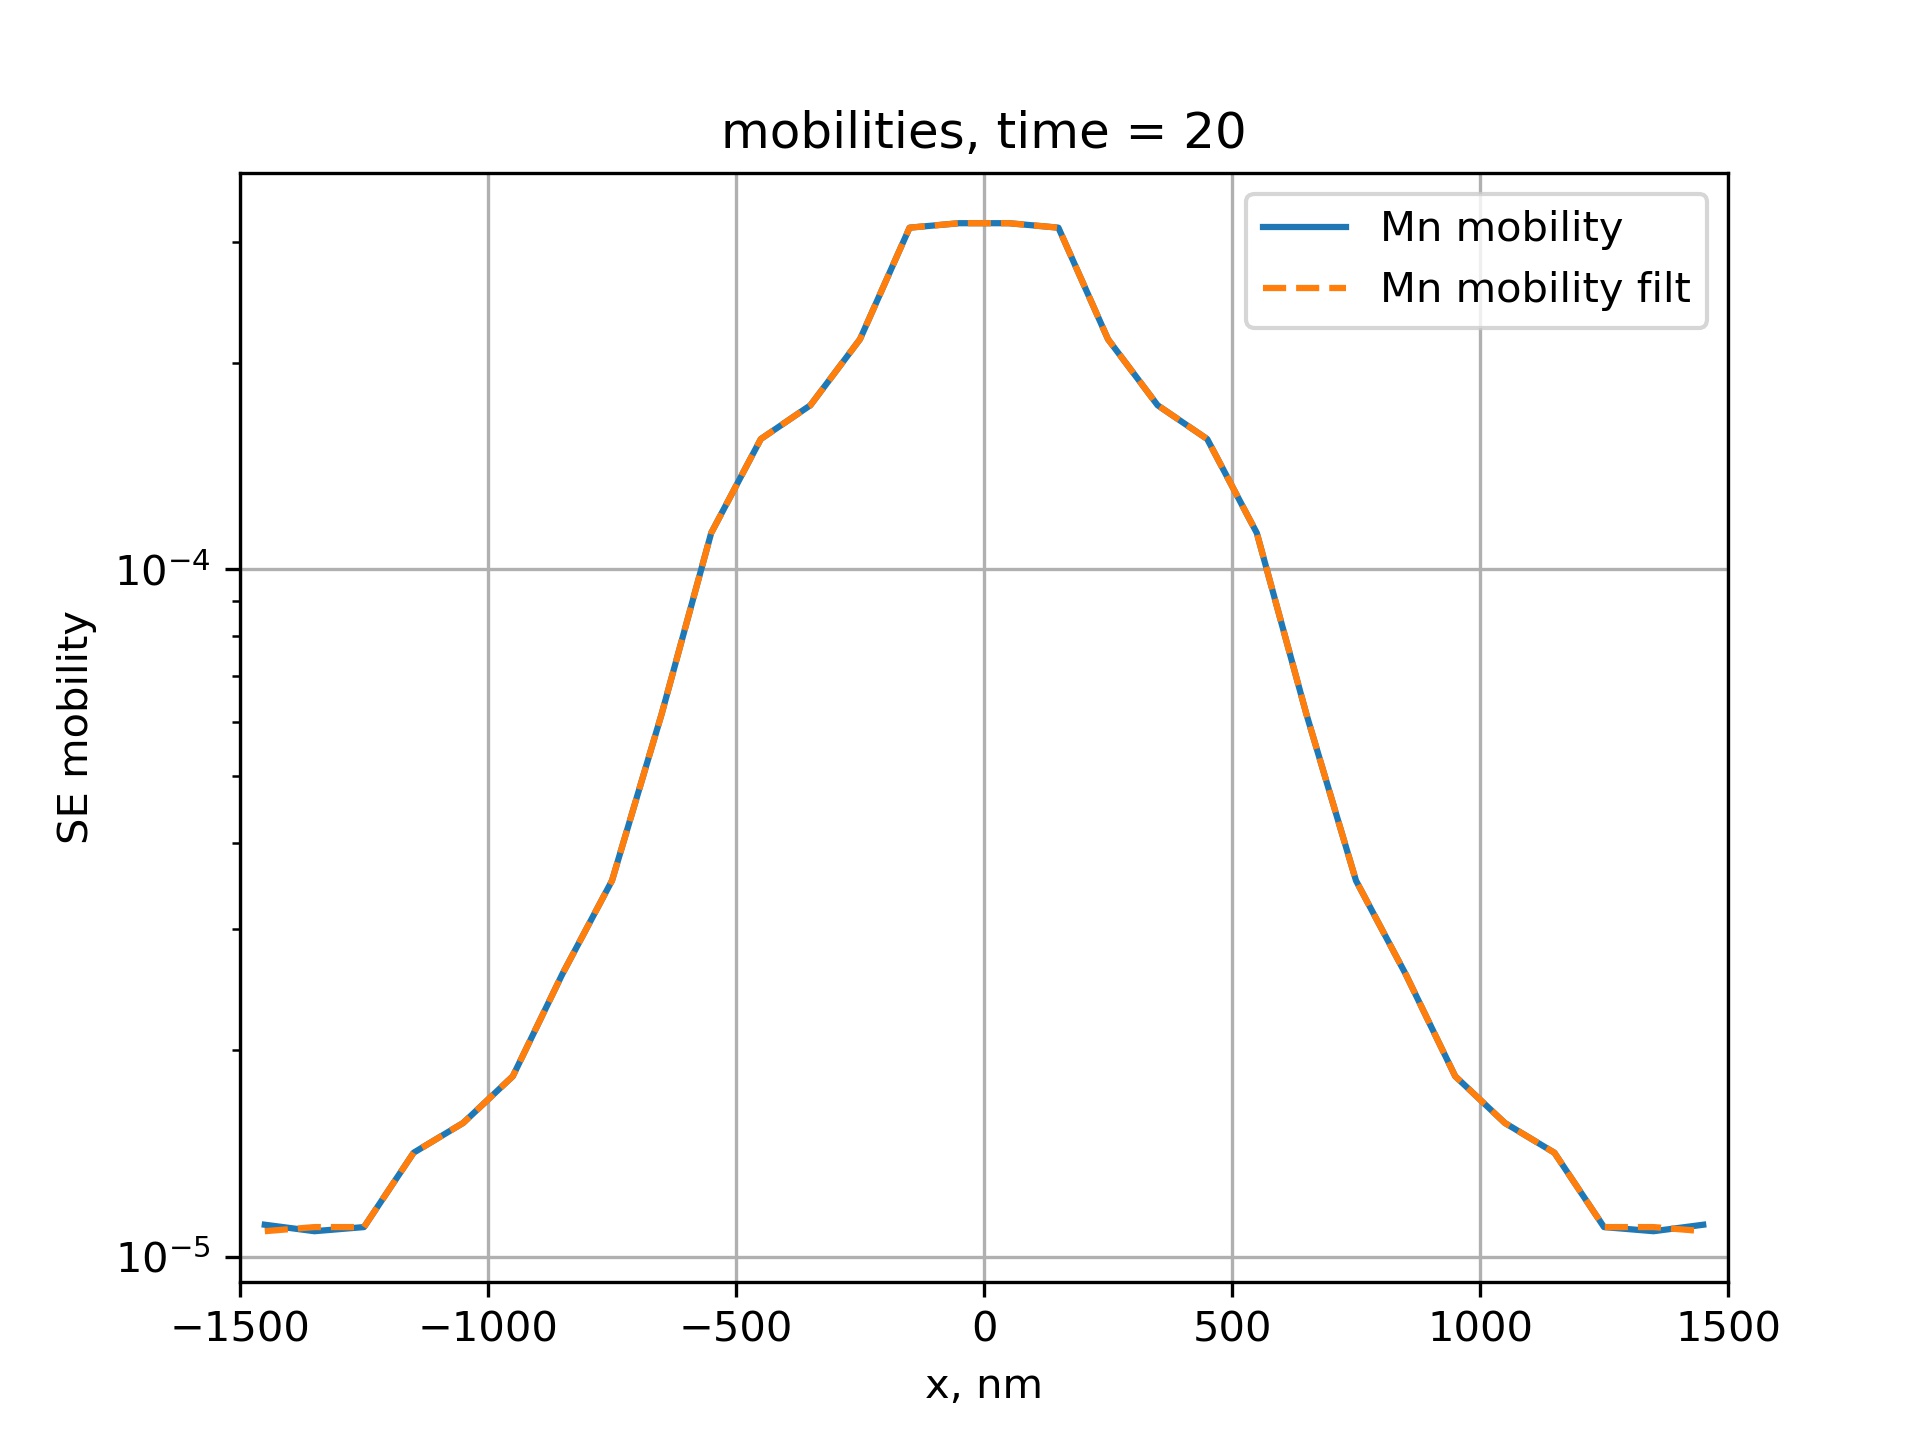 mobilities, time = 20
Mn mobility
Mn mobility filt
10⁻⁴
10⁻⁵
SE mobility
−1500 −1000 −500 0 500 1000 1500
x, nm